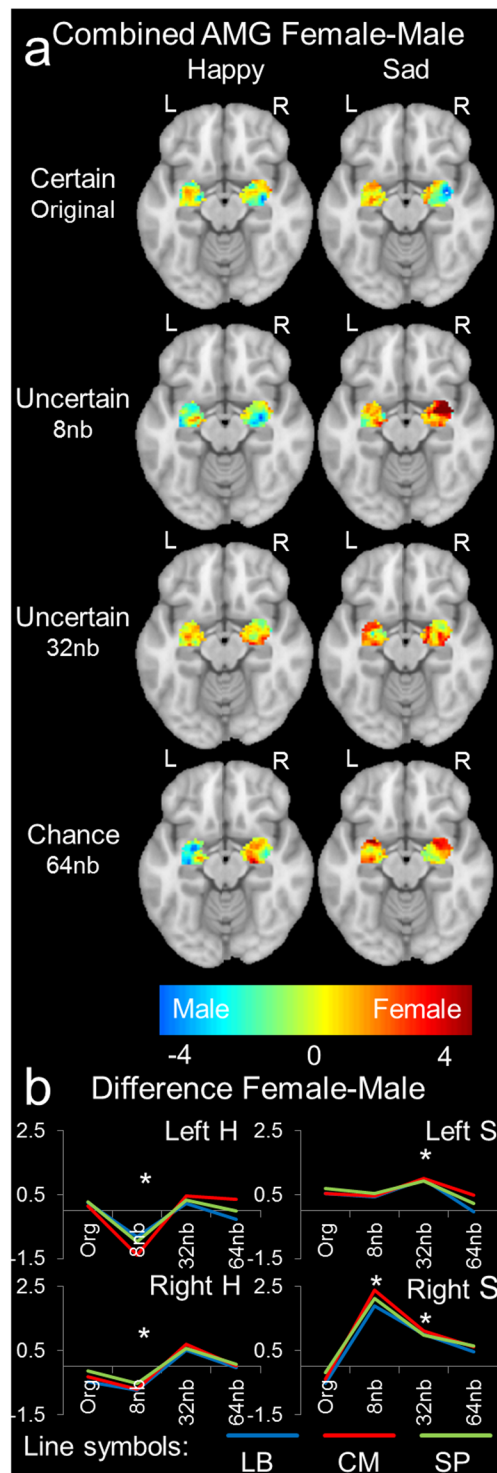 a Combined AMG Female-Male
Happy Sad
L R L R
Certain
Original
L R L R
Uncertain
8nb
L R L R
Uncertain
32nb
L R L R
Chance
64nb
Male Female
-4 0 4
b Difference Female-Male
2.5 Left H 2.5 Left S
* *
0.5 0.5
Org 8nb 32nb 64nb Org 8nb 32nb 64nb
-1.5 -1.5
2.5 Right H 2.5 Right S
* * *
0.5 0.5
Org 8nb 32nb 64nb Org 8nb 32nb 64nb
-1.5 -1.5
Line symbols:
LB CM SP